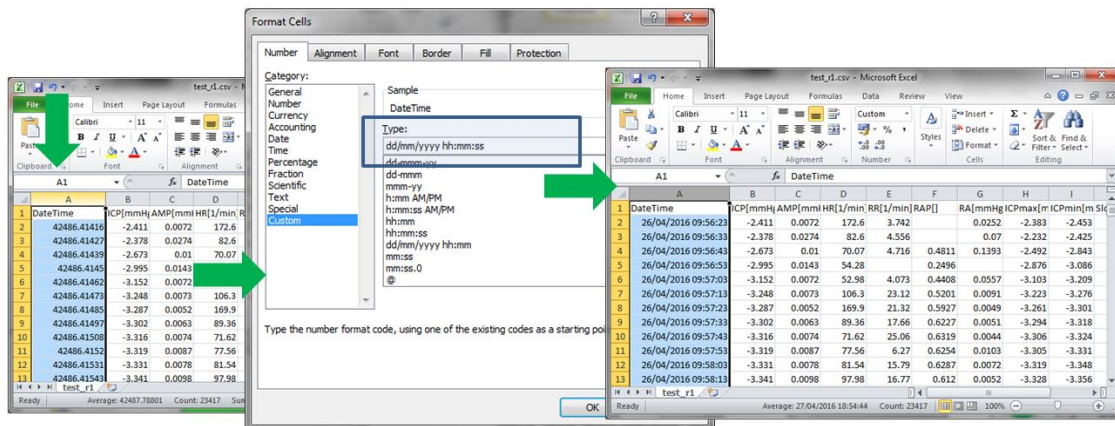 Format Cells
Number Alignment Font Border Fill Protection
Category:
General
Number
Currency
Accounting
Date
Time
Percentage
Fraction
Scientific
Text
Special
Custom
Sample
DateTime
Type:
dd/mm/yyyy hh:mm:ss
dd-mmm-yy
dd-mmm
mmm-yy
h:mm AM/PM
h:mm:ss AM/PM
hh:mm
hh:mm:ss
dd/mm/yyyy hh:mm
mm:ss
mm:ss.0
@
Type the number format code, using one of the existing codes as a starting poi
OK
test_r1.csv - M
File Home Insert Page Layout Formulas
Calibri 11
Clipboard Font Alignment
A1 fx DateTime
A B C D
1 DateTime ICP[mmHg AMP[mmH HR[1/min] R
2 42486.41416 -2.411 0.0072 172.6
3 42486.41427 -2.378 0.0274 82.6
4 42486.41439 -2.673 0.01 70.07
5 42486.4145 -2.995 0.0143
6 42486.41462 -3.152 0.0072
7 42486.41473 -3.248 0.0073 106.3
8 42486.41485 -3.287 0.0052 169.9
9 42486.41497 -3.302 0.0063 89.36
10 42486.41508 -3.316 0.0074 71.62
11 42486.4152 -3.319 0.0087 77.56
12 42486.41531 -3.331 0.0078 81.54
13 42486.41543 -3.341 0.0098 97.98
test_r1
Ready Average: 42487.78801 Count: 23417 Sum
test_r1.csv - Microsoft Excel
File Home Insert Page Layout Formulas Data Review View
Calibri 11 Custom Insert
Paste B I U A A % , Styles Delete Sort & Find &
Format Filter Select
Clipboard Font Alignment Number Cells Editing
A1 fx DateTime
A B C D E F G H I
1 DateTime ICP[mmHg AMP[mmH HR[1/min] RR[1/min] RAP[] RA[mmHg ICPmax[m ICPmin[m Slo
2 26/04/2016 09:56:23 -2.411 0.0072 172.6 3.742 0.0252 -2.383 -2.453
3 26/04/2016 09:56:33 -2.378 0.0274 82.6 4.556 0.07 -2.232 -2.425
4 26/04/2016 09:56:43 -2.673 0.01 70.07 4.716 0.4811 0.1393 -2.492 -2.843
5 26/04/2016 09:56:53 -2.995 0.0143 54.28 0.2496 -2.876 -3.086
6 26/04/2016 09:57:03 -3.152 0.0072 52.98 4.073 0.4408 0.0557 -3.103 -3.209
7 26/04/2016 09:57:13 -3.248 0.0073 106.3 23.12 0.5201 0.0091 -3.223 -3.276
8 26/04/2016 09:57:23 -3.287 0.0052 169.9 21.32 0.5927 0.0049 -3.261 -3.301
9 26/04/2016 09:57:33 -3.302 0.0063 89.36 17.66 0.6227 0.0051 -3.294 -3.318
10 26/04/2016 09:57:43 -3.316 0.0074 71.62 25.06 0.6319 0.0044 -3.306 -3.324
11 26/04/2016 09:57:53 -3.319 0.0087 77.56 6.27 0.6254 0.0103 -3.305 -3.331
12 26/04/2016 09:58:03 -3.331 0.0078 81.54 15.79 0.6287 0.0072 -3.319 -3.348
13 26/04/2016 09:58:13 -3.341 0.0098 97.98 16.77 0.612 0.0052 -3.328 -3.356
test_r1
Ready Average: 27/04/2016 18:54:44 Count: 23417 100%